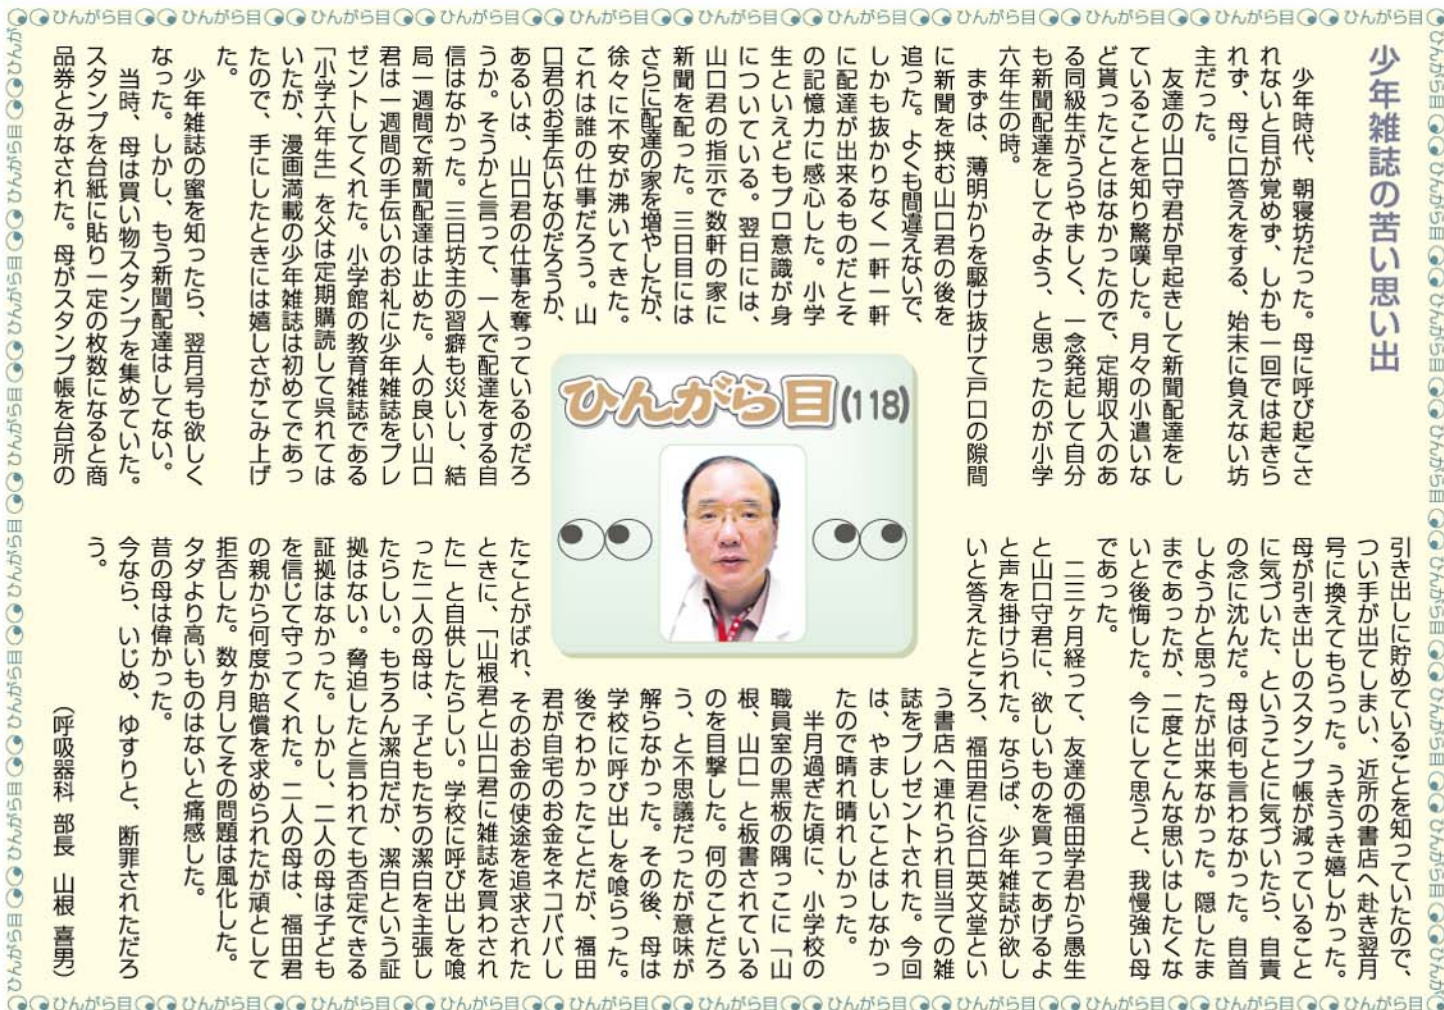 少年雑誌の苦い思い出
少年時代、朝寝坊だった。母に呼び起こさ
れないと目が覚めず、しかも一回では起きら
れず、母に口答えをする、始末に負えない坊
主だった。
友達の山口守君が早起きして新聞配達をし
ていることを知り驚嘆した。月々の小遣いな
ど貰ったことはなかったので、定期収入のあ
る同級生がうらやましく、一念発起して自分
も新聞配達をしてみよう、と思ったのが小学
六年生の時。
まずは、薄明かりを駆け抜けて戸口の隙間
に新聞を挟む山口君の後を
追った。よくも間違えないで、
しかも抜かりなく一軒一軒
に配達が出来るものだとそ
の記憶力に感心した。小学
生といえどもプロ意識が身
についている。翌日には、
山口君の指示で数軒の家に
新聞を配った。三日目には
さらに配達の家を増やしたが、
徐々に不安が沸いてきた。
これは誰の仕事だろう。山
口君のお手伝いなのだろうか、
あるいは、山口君の仕事を奪っているのだろ
うか。そうかと言って、一人で配達をする自
信はなかった。三日坊主の習癖も災いし、結
局一週間で新聞配達は止めた。人の良い山口
君は一週間の手伝いのお礼に少年雑誌をプレ
ゼントしてくれた。小学館の教育雑誌である
「小学六年生」を父は定期購読して呉れては
いたが、漫画満載の少年雑誌は初めてであっ
たので、手にしたときには嬉しさがこみ上げ
た。
少年雑誌の蜜を知ったら、翌月号も欲しく
なった。しかし、もう新聞配達はしてない。
当時、母は買い物スタンプを集めていた。
スタンプを台紙に貼り一定の枚数になると商
品券とみなされた。母がスタンプ帳を台所の
ひんがら目(118)
引き出しに貯めていることを知っていたので、
つい手が出てしまい、近所の書店へ赴き翌月
号に換えてもらった。うきうき嬉しかった。
母が引き出しのスタンプ帳が減っていること
に気づいた、ということに気づいたら、自責
の念に沈んだ。母は何も言わなかった。自首
しようかと思ったが出来なかった。隠したま
まであったが、二度とこんな思いはしたくな
いと後悔した。今にして思うと、我慢強い母
であった。
二三ヶ月経って、友達の福田学君から愚生
と山口守君に、欲しいものを買ってあげるよ
と声を掛けられた。ならば、少年雑誌が欲し
いと答えたところ、福田君に谷口英文堂とい
う書店へ連れられ目当ての雑
誌をプレゼントされた。今回
は、やましいことはしなかっ
たので晴れ晴れしかった。
半月過ぎた頃に、小学校の
職員室の黒板の隅っこに「山
根、山口」と板書されている
のを目撃した。何のことだろ
う、と不思議だったが意味が
解らなかった。その後、母は
学校に呼び出しを喰らった。
後でわかったことだが、福田
君が自宅のお金をネコババし
たことがばれ、そのお金の使途を追求された
ときに、「山根君と山口君に雑誌を買わされ
た」と自供したらしい。学校に呼び出しを喰
った二人の母は、子どもたちの潔白を主張し
たらしい。もちろん潔白だが、潔白という証
拠はない。脅迫したと言われても否定できる
証拠はなかった。しかし、二人の母は子ども
を信じて守ってくれた。二人の母は、福田君
の親から何度か賠償を求められたが頑として
拒否した。数ヶ月してその問題は風化した。
タダより高いものはないと痛感した。
昔の母は偉かった。
今なら、いじめ、ゆすりと、断罪されただろ
う。
(呼吸器科 部長 山根 喜男)